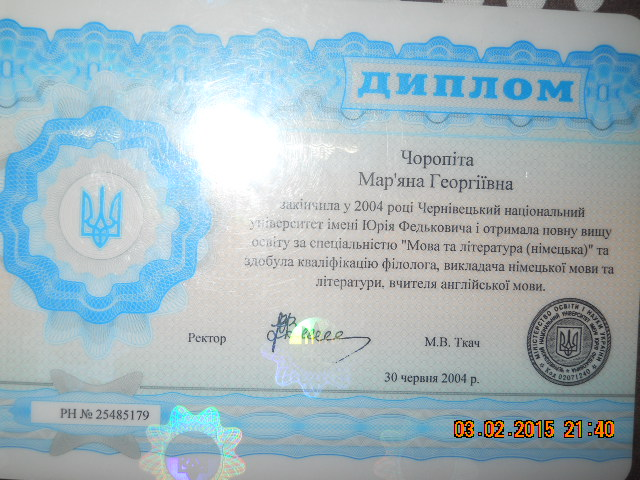 ДИПЛОМ
Чоропіта
Мар'яна Георгіївна
закінчила у 2004 році Чернівецький національний
університет імені Юрія Федьковича і отримала повну вищу
освіту за спеціальністю "Мова та література (німецька)" та
здобула кваліфікацію філолога, викладача німецької мови та
літератури, вчителя англійської мови.
Ректор
М.В. Ткач
30 червня 2004 р.
РН № 25485179
03.02.2015 21:40